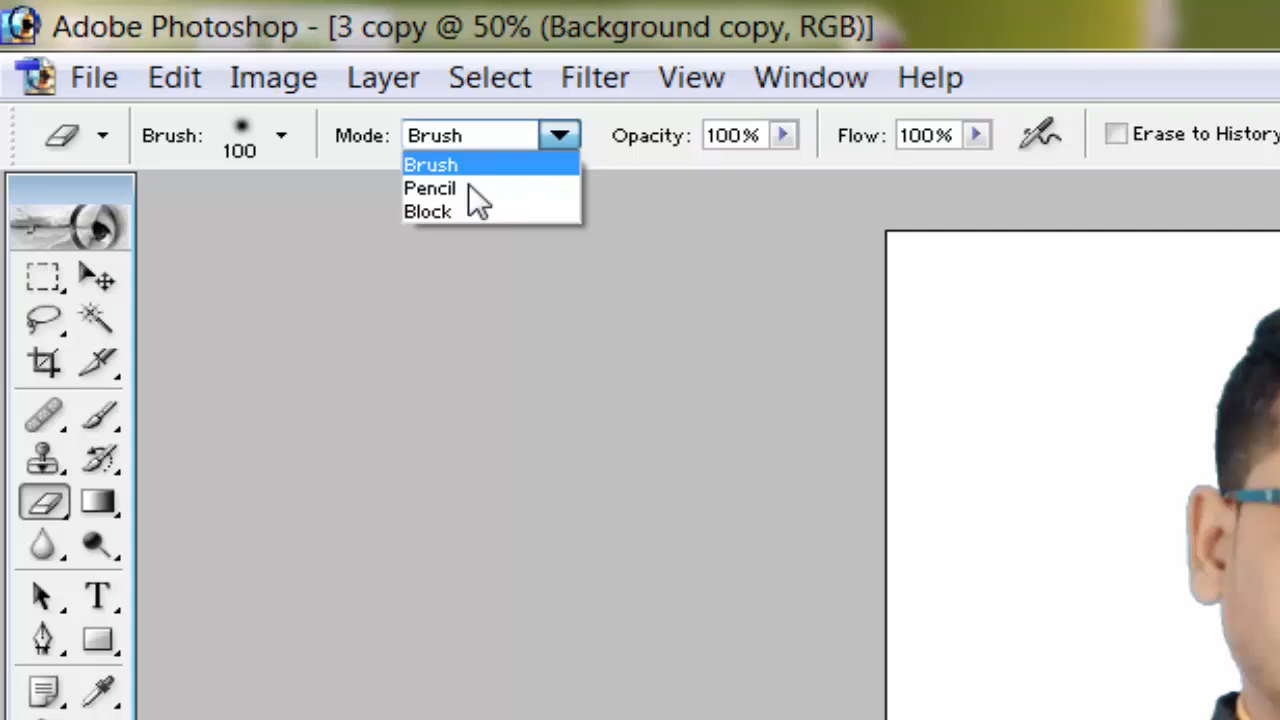 Adobe Photoshop - [3 copy @ 50% (Background copy, RGB)]
File Edit Image Layer Select Filter View Window Help
Brush: 100 Mode: Brush Opacity: 100% Flow: 100% Erase to History
Brush
Pencil
Block
T